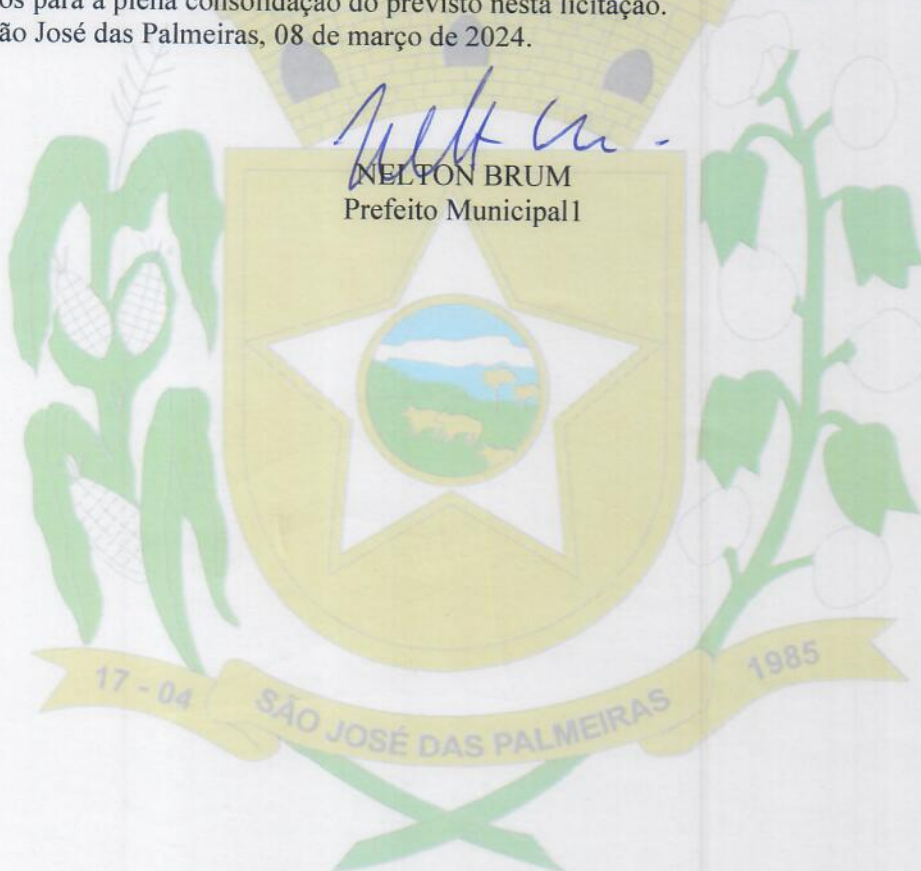 os para a plena consolidação do previsto nesta licitação.
ão José das Palmeiras, 08 de março de 2024.
NELTON BRUM
Prefeito Municipal1
17 - 04 SÃO JOSÉ DAS PALMEIRAS 1985